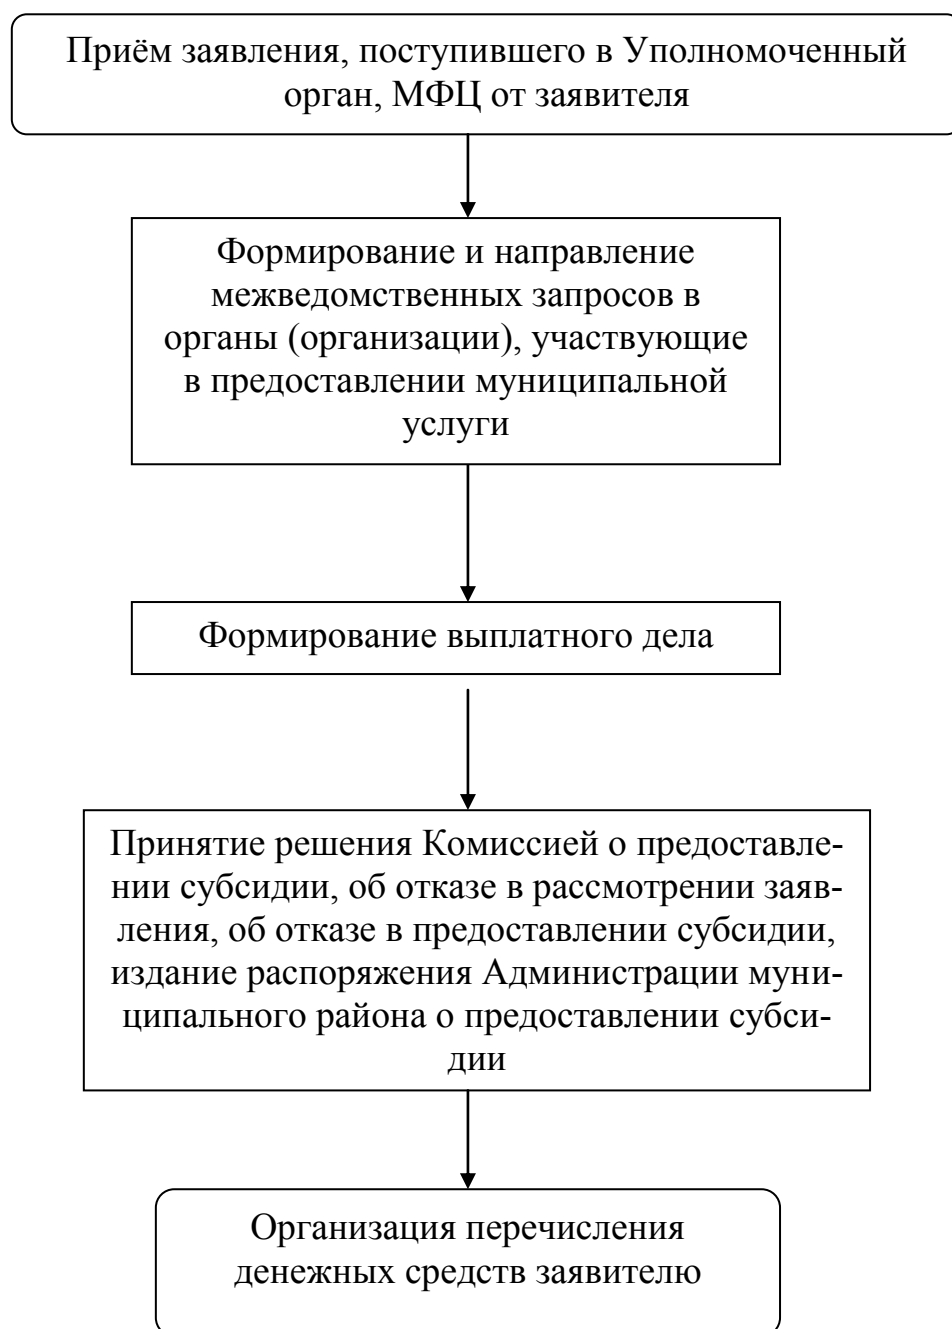 Приём заявления, поступившего в Уполномоченный
орган, МФЦ от заявителя
Формирование и направление
межведомственных запросов в
органы (организации), участвующие
в предоставлении муниципальной
услуги
Формирование выплатного дела
Принятие решения Комиссией о предоставле-
нии субсидии, об отказе в рассмотрении заяв-
ления, об отказе в предоставлении субсидии,
издание распоряжения Администрации муни-
ципального района о предоставлении субси-
дии
Организация перечисления
денежных средств заявителю